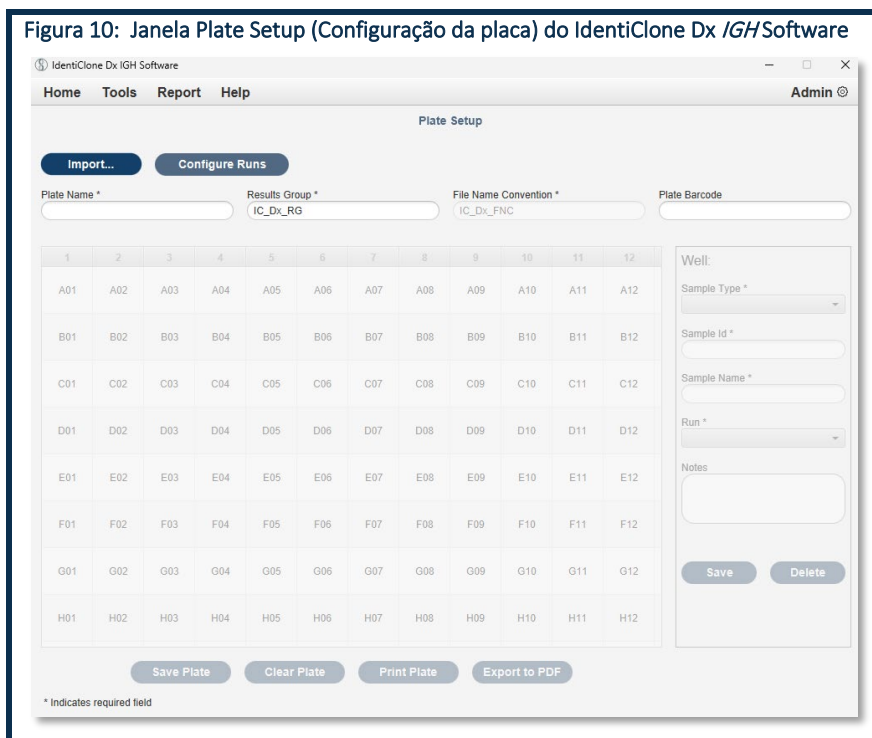 Figura 10: Janela Plate Setup (Configuração da placa) do IdentiClone Dx IGH Software
IdentiClone Dx IGH Software
Home Tools Report Help Admin
Plate Setup
Import... Configure Runs
Plate Name * Results Group * File Name Convention * Plate Barcode
IC_Dx_RG IC_Dx_FNC
1 2 3 4 5 6 7 8 9 10 11 12
Well:
A01 A02 A03 A04 A05 A06 A07 A08 A09 A10 A11 A12
Sample Type *
B01 B02 B03 B04 B05 B06 B07 B08 B09 B10 B11 B12
Sample Id *
C01 C02 C03 C04 C05 C06 C07 C08 C09 C10 C11 C12
Sample Name *
D01 D02 D03 D04 D05 D06 D07 D08 D09 D10 D11 D12
Run *
E01 E02 E03 E04 E05 E06 E07 E08 E09 E10 E11 E12
Notes
F01 F02 F03 F04 F05 F06 F07 F08 F09 F10 F11 F12
G01 G02 G03 G04 G05 G06 G07 G08 G09 G10 G11 G12
Save Delete
H01 H02 H03 H04 H05 H06 H07 H08 H09 H10 H11 H12
Save Plate Clear Plate Print Plate Export to PDF
* Indicates required field